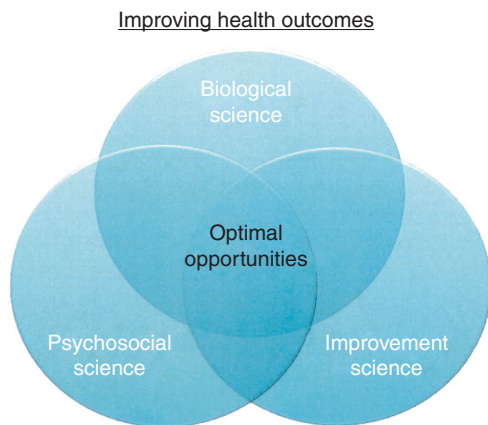 Improving health outcomes
Biological
science
Optimal
opportunities
Psychosocial
science
Improvement
science